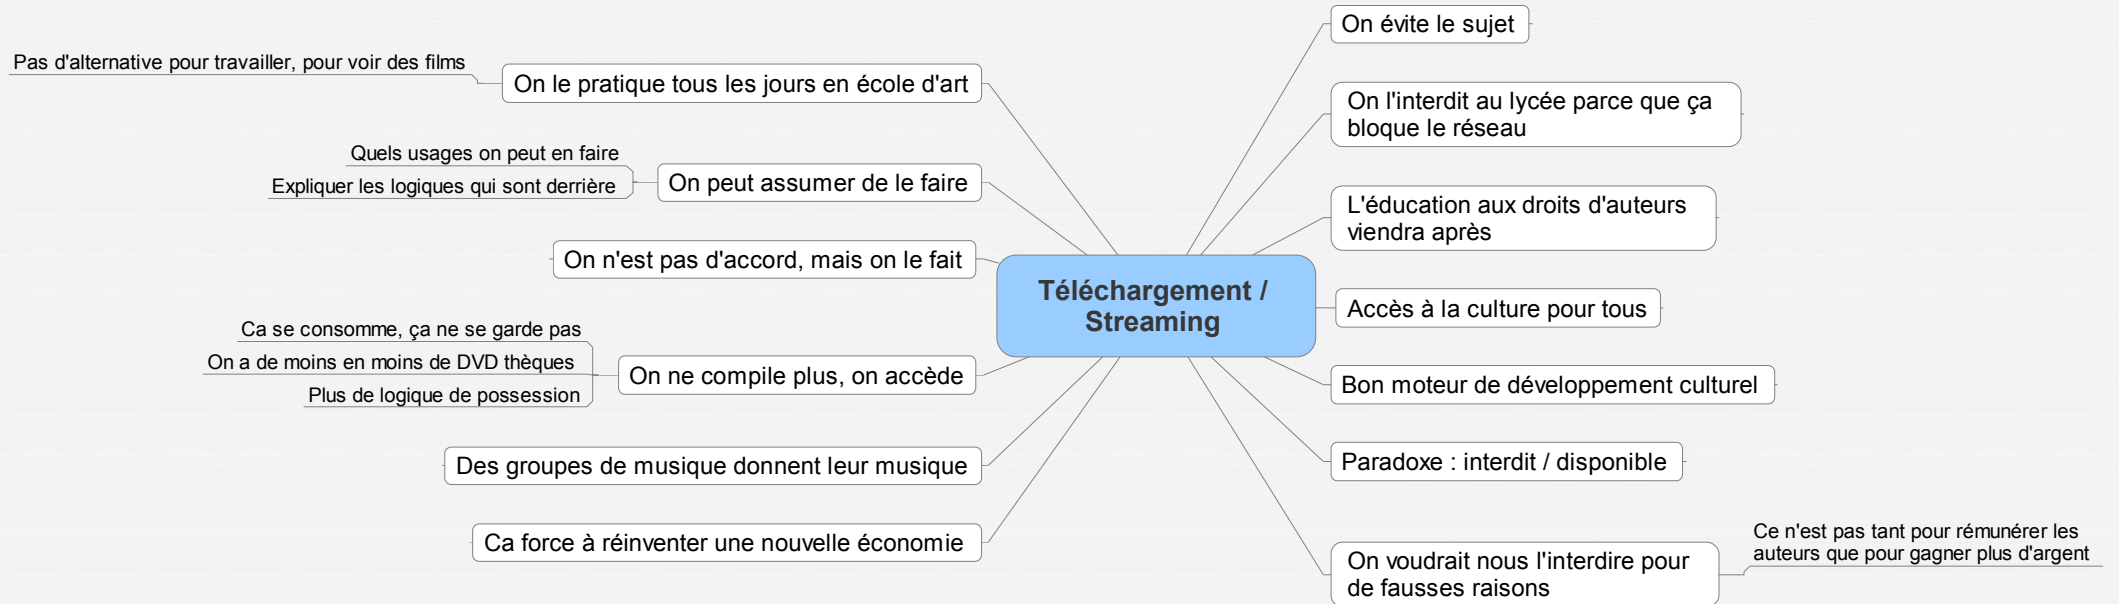 Téléchargement /
Streaming
On évite le sujet
On l'interdit au lycée parce que ça
bloque le réseau
L'éducation aux droits d'auteurs
viendra après
Accès à la culture pour tous
Bon moteur de développement culturel
Paradoxe : interdit / disponible
On voudrait nous l'interdire pour
de fausses raisons
Ce n'est pas tant pour rémunérer les
auteurs que pour gagner plus d'argent
On le pratique tous les jours en école d'art
Pas d'alternative pour travailler, pour voir des films
On peut assumer de le faire
Quels usages on peut en faire
Expliquer les logiques qui sont derrière
On n'est pas d'accord, mais on le fait
On ne compile plus, on accède
Ca se consomme, ça ne se garde pas
On a de moins en moins de DVD thèques
Plus de logique de possession
Des groupes de musique donnent leur musique
Ca force à réinventer une nouvelle économie